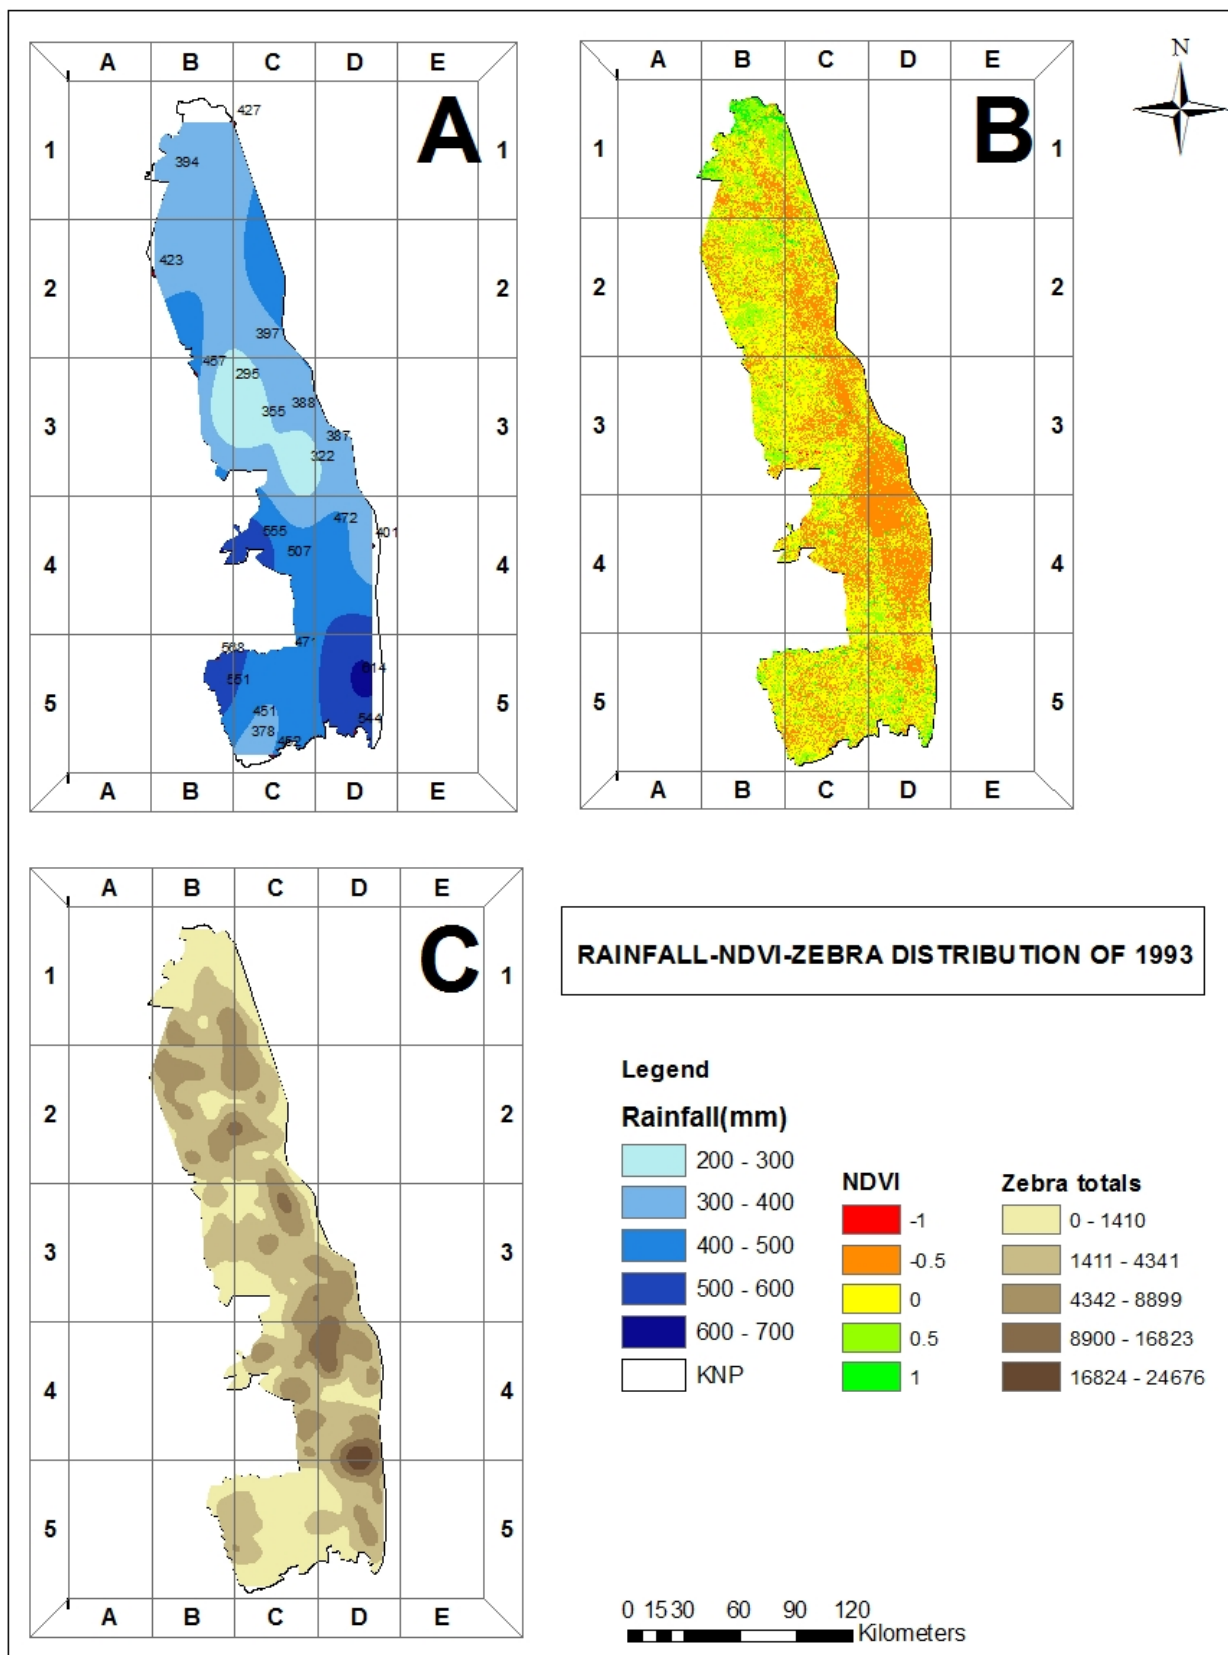 A B C D E
A
1 1
2 2
3 3
4 4
5 5
427
394
423
397
457
295
388
355
387
322
472
401
555
507
471
568
614
551
451
544
378
452
A B C D E
A B C D E
B
1 1
2 2
3 3
4 4
5 5
A B C D E
N
A B C D E
C
1 1
2 2
3 3
4 4
5 5
A B C D E
RAINFALL-NDVI-ZEBRA DISTRIBUTION OF 1993
Legend
Rainfall(mm)
200 - 300
300 - 400
400 - 500
500 - 600
600 - 700
KNP
NDVI
-1
-0.5
0
0.5
1
Zebra totals
0 - 1410
1411 - 4341
4342 - 8899
8900 - 16823
16824 - 24676
0 15 30 60 90 120
Kilometers